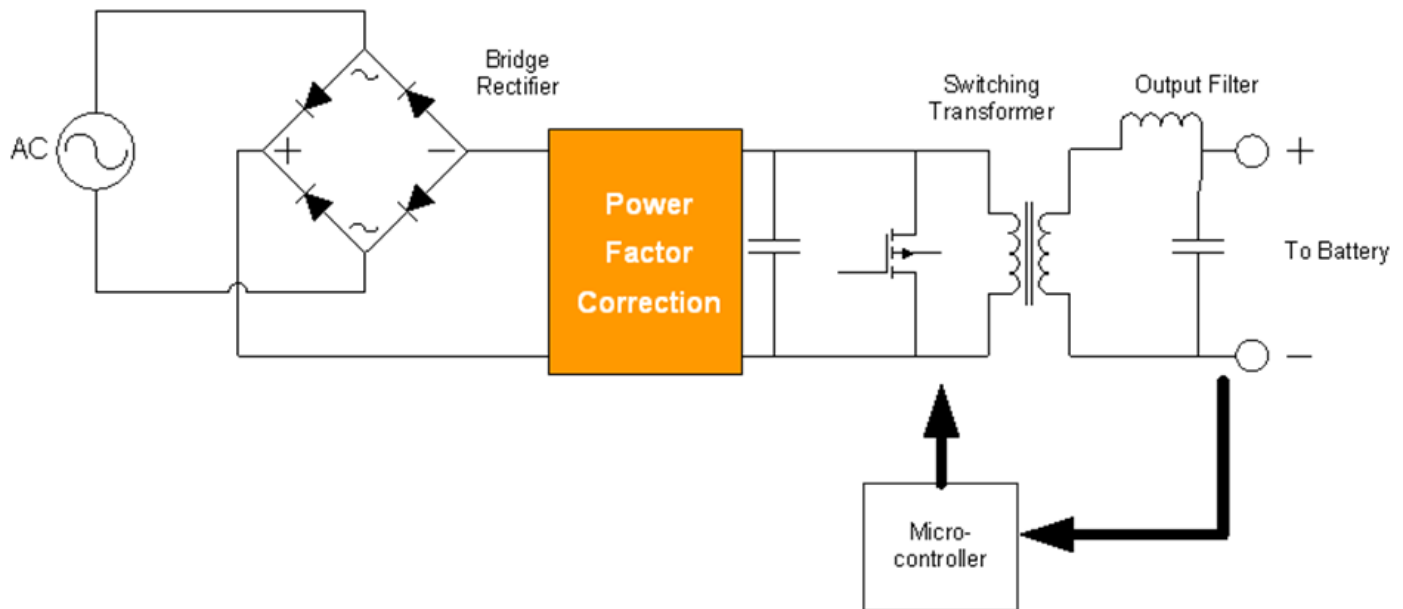 Bridge
Rectifier
AC
~
+
−
~
Power
Factor
Correction
Switching
Transformer
Output Filter
+
To Battery
−
Micro-
controller